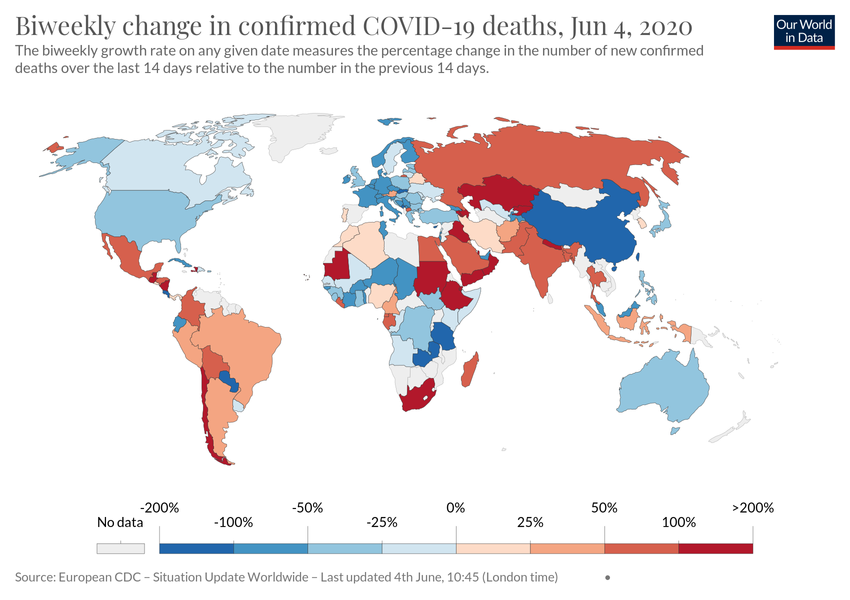 Biweekly change in confirmed COVID-19 deaths, Jun 4, 2020
Our World
in Data
The biweekly growth rate on any given date measures the percentage change in the number of new confirmed
deaths over the last 14 days relative to the number in the previous 14 days.
-200% -50% 0% 50% >200%
No data -100% -25% 25% 100%
Source: European CDC – Situation Update Worldwide – Last updated 4th June, 10:45 (London time) •